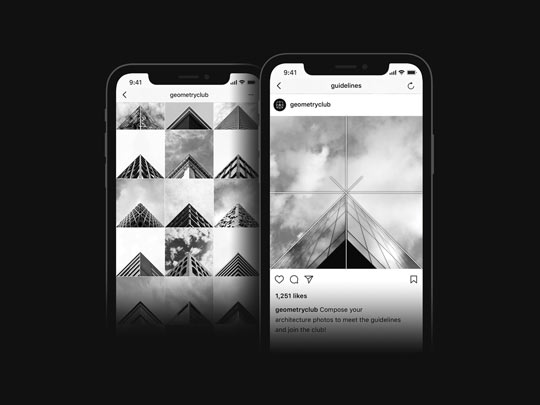 9:41
geometryclub
9:41
guidelines
geometryclub
1,251 likes
geometryclub Compose your
architecture photos to meet the guidelines
and join the club!